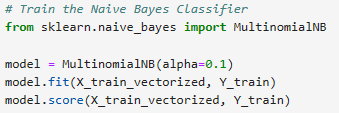 # Train the Naive Bayes Classifier
from sklearn.naive_bayes import MultinomialNB
model = MultinomialNB(alpha=0.1)
model.fit(X_train_vectorized, Y_train)
model.score(X_train_vectorized, Y_train)